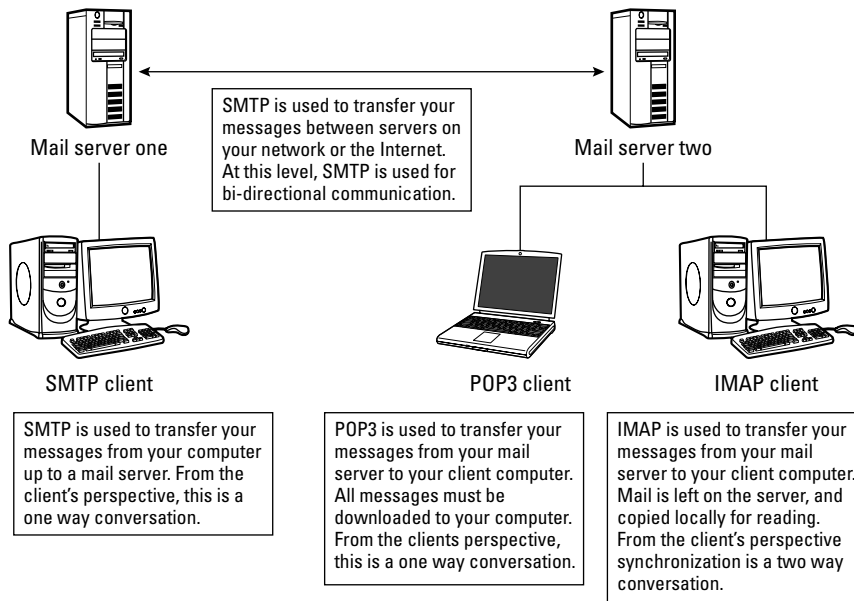 Mail server one
SMTP is used to transfer your
messages between servers on
your network or the Internet.
At this level, SMTP is used for
bi-directional communication.
Mail server two
SMTP client
POP3 client
IMAP client
SMTP is used to transfer your
messages from your computer
up to a mail server. From the
client's perspective, this is a
one way conversation.
POP3 is used to transfer your
messages from your mail
server to your client computer.
All messages must be
downloaded to your computer.
From the clients perspective,
this is a one way conversation.
IMAP is used to transfer your
messages from your mail
server to your client computer.
Mail is left on the server, and
copied locally for reading.
From the client's perspective
synchronization is a two way
conversation.